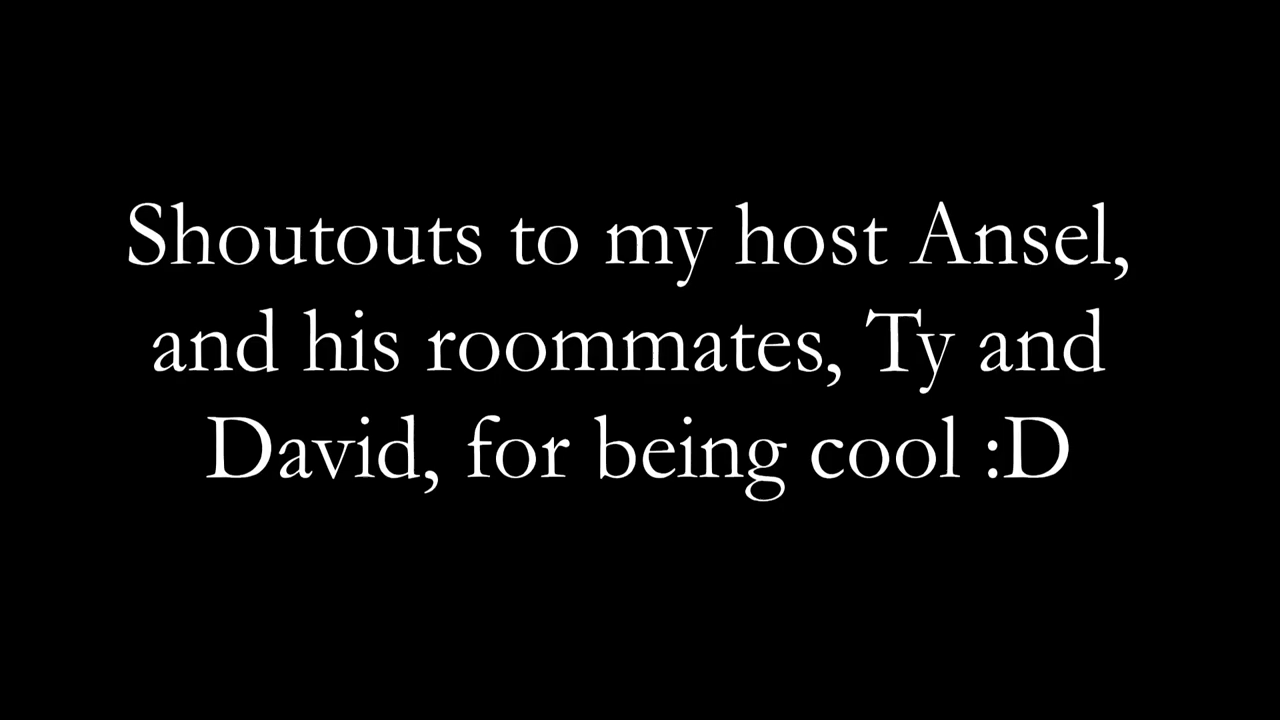 Shoutouts to my host Ansel,
and his roommates, Ty and
David, for being cool :D